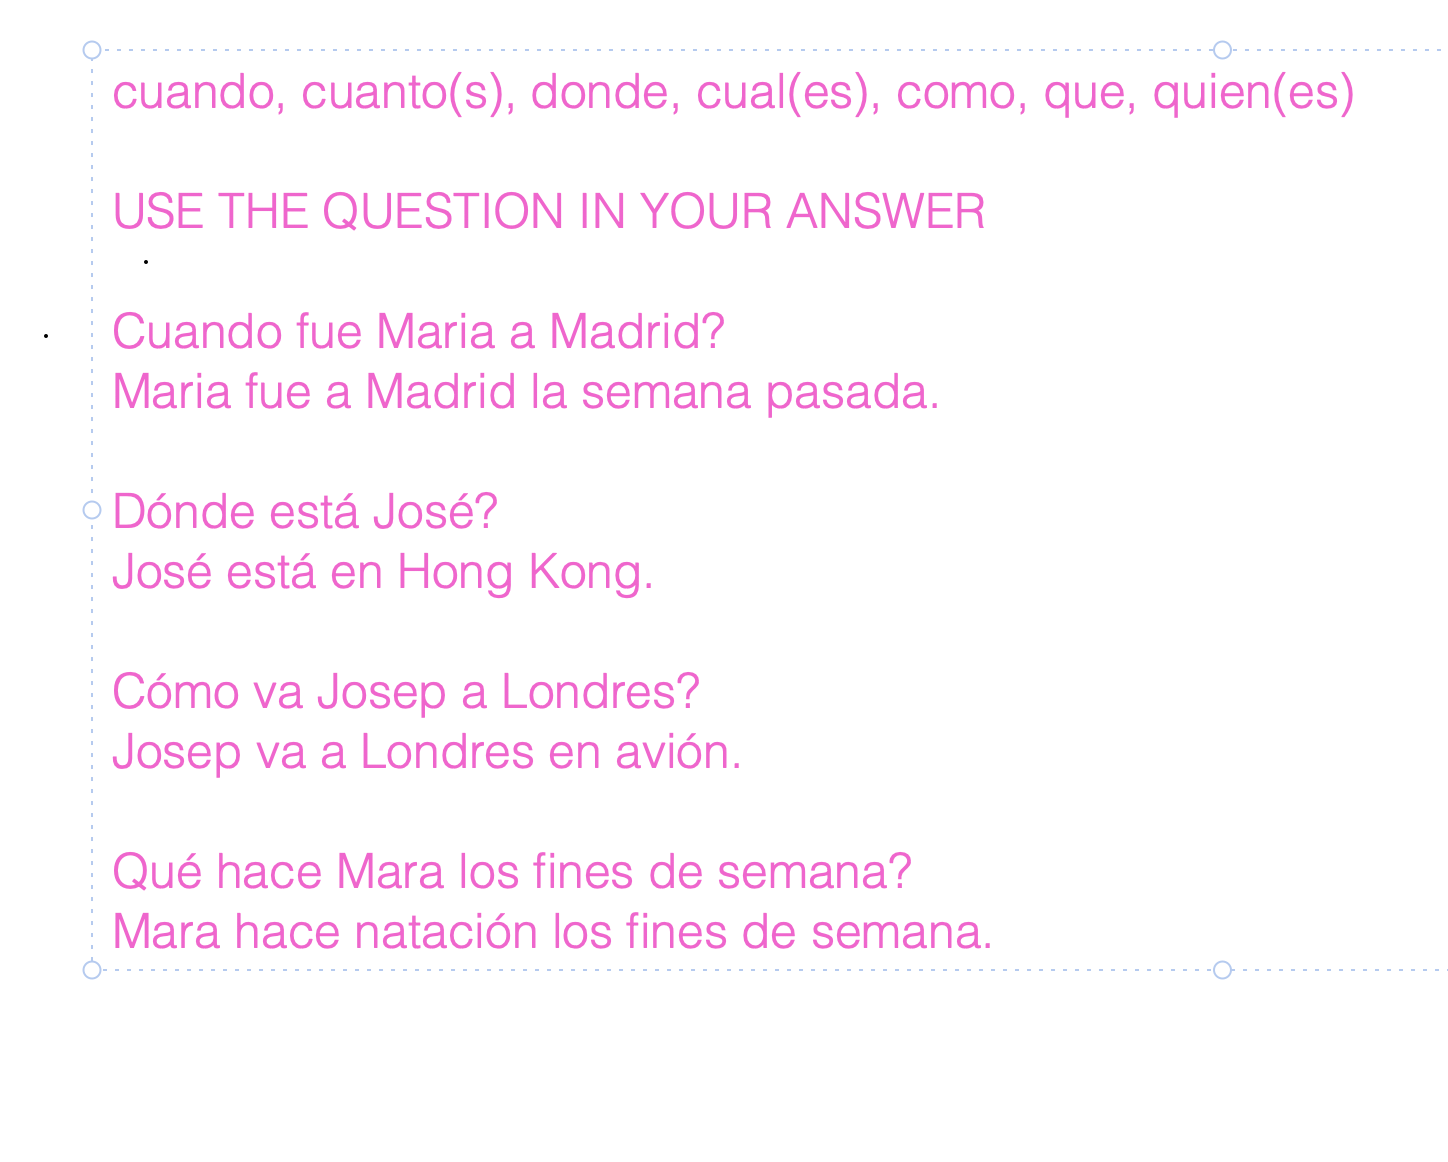 cuando, cuanto(s), donde, cual(es), como, que, quien(es)
USE THE QUESTION IN YOUR ANSWER
Cuando fue Maria a Madrid?
Maria fue a Madrid la semana pasada.
Dónde está José?
José está en Hong Kong.
Cómo va Josep a Londres?
Josep va a Londres en avión.
Qué hace Mara los fines de semana?
Mara hace natación los fines de semana.